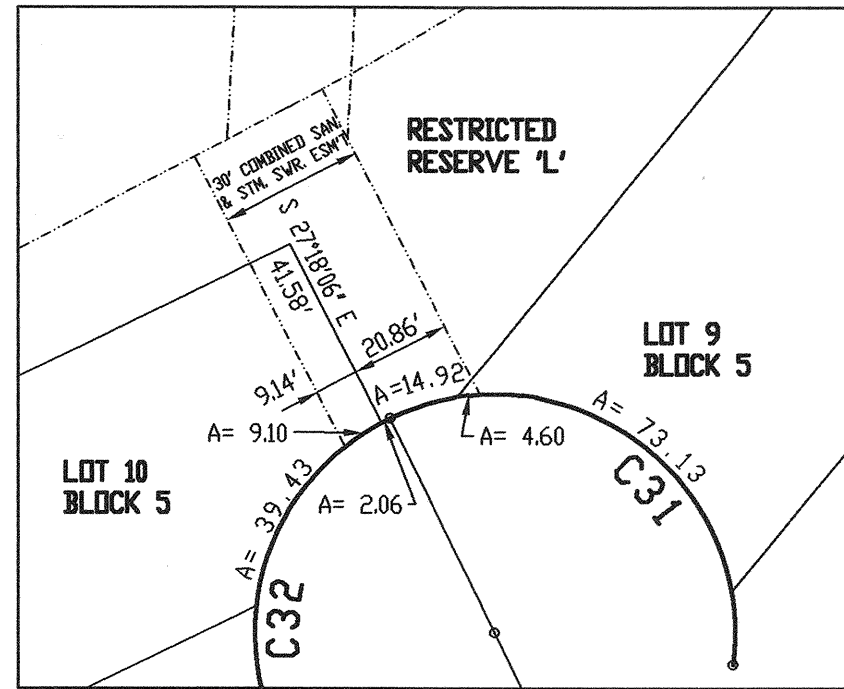 RESTRICTED
RESERVE 'L'
30' COMBINED SAN.
& STM. SWR. ESM'T
S 27°18'06" E
41.58'
20.86'
9.14'
LOT 9
BLOCK 5
A=14.92
A= 9.10
A= 4.60
A= 73.13
C31
LOT 10
BLOCK 5
A= 39.43
A= 2.06
C32